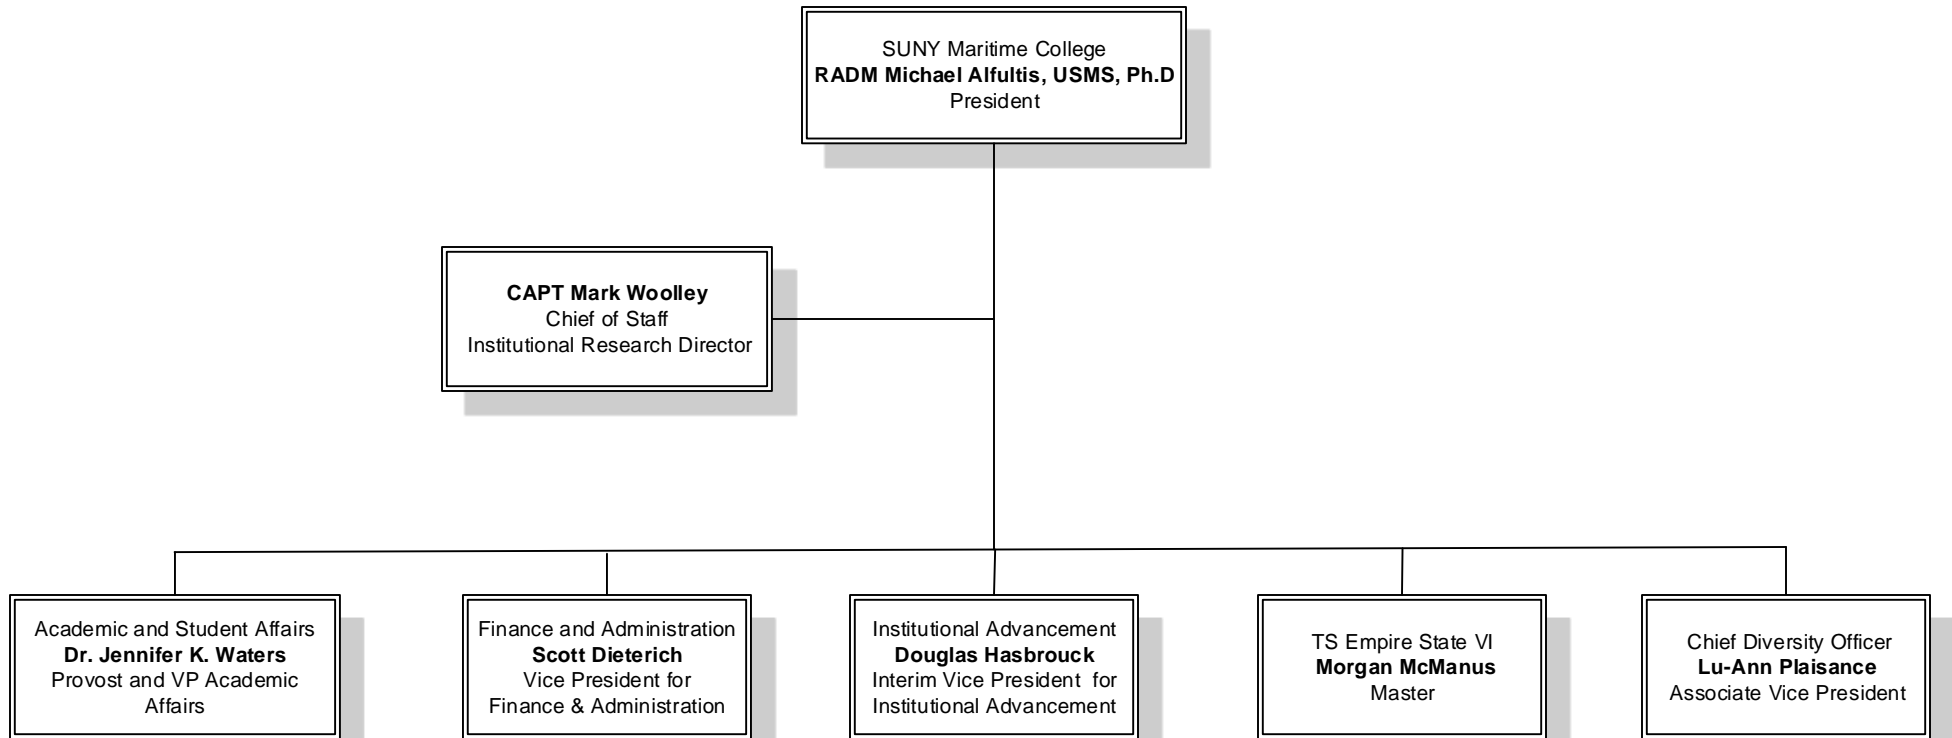 SUNY Maritime College
RADM Michael Alfultis, USMS, Ph.D
President
CAPT Mark Woolley
Chief of Staff
Institutional Research Director
Academic and Student Affairs
Dr. Jennifer K. Waters
Provost and VP Academic
Affairs
Finance and Administration
Scott Dieterich
Vice President for
Finance & Administration
Institutional Advancement
Douglas Hasbrouck
Interim Vice President for
Institutional Advancement
TS Empire State VI
Morgan McManus
Master
Chief Diversity Officer
Lu-Ann Plaisance
Associate Vice President